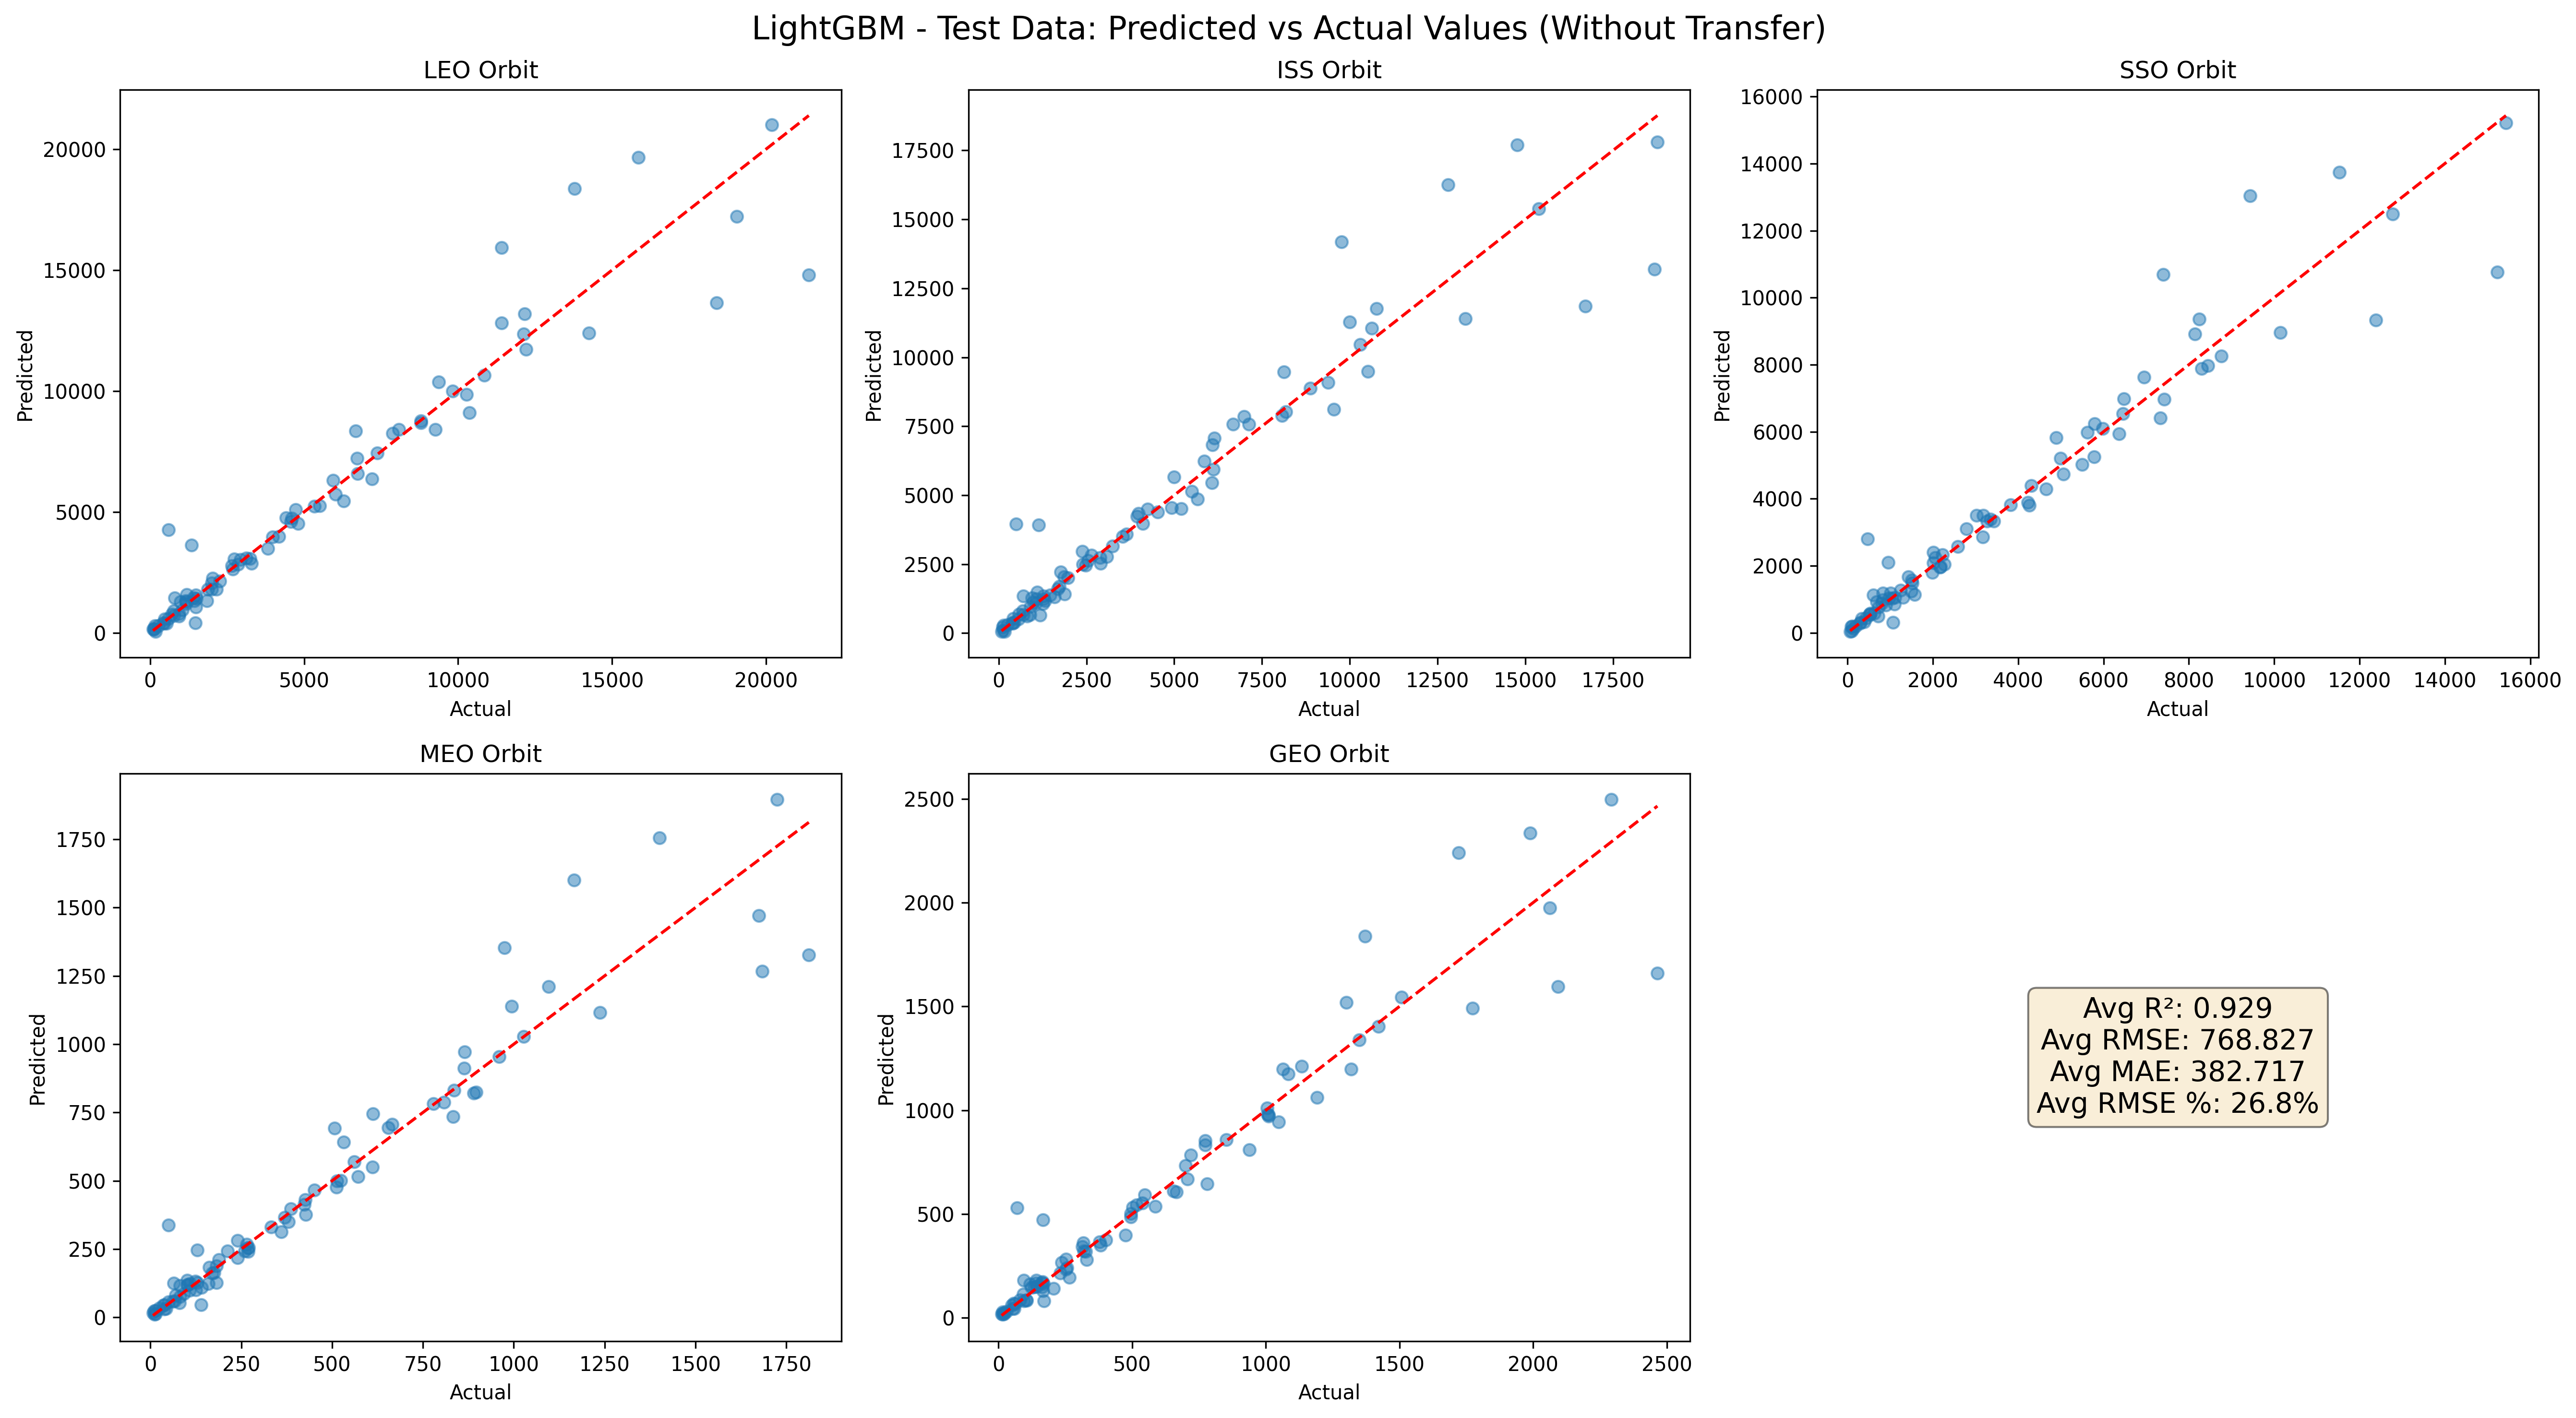 LightGBM - Test Data: Predicted vs Actual Values (Without Transfer)
LEO Orbit
20000
15000
10000
5000
0
Predicted
0 5000 10000 15000 20000
Actual
ISS Orbit
17500
15000
12500
10000
7500
5000
2500
0
Predicted
0 2500 5000 7500 10000 12500 15000 17500
Actual
SSO Orbit
16000
14000
12000
10000
8000
6000
4000
2000
0
Predicted
0 2000 4000 6000 8000 10000 12000 14000 16000
Actual
MEO Orbit
1750
1500
1250
1000
750
500
250
0
Predicted
0 250 500 750 1000 1250 1500 1750
Actual
GEO Orbit
2500
2000
1500
1000
500
0
Predicted
0 500 1000 1500 2000 2500
Actual
Avg R²: 0.929
Avg RMSE: 768.827
Avg MAE: 382.717
Avg RMSE %: 26.8%